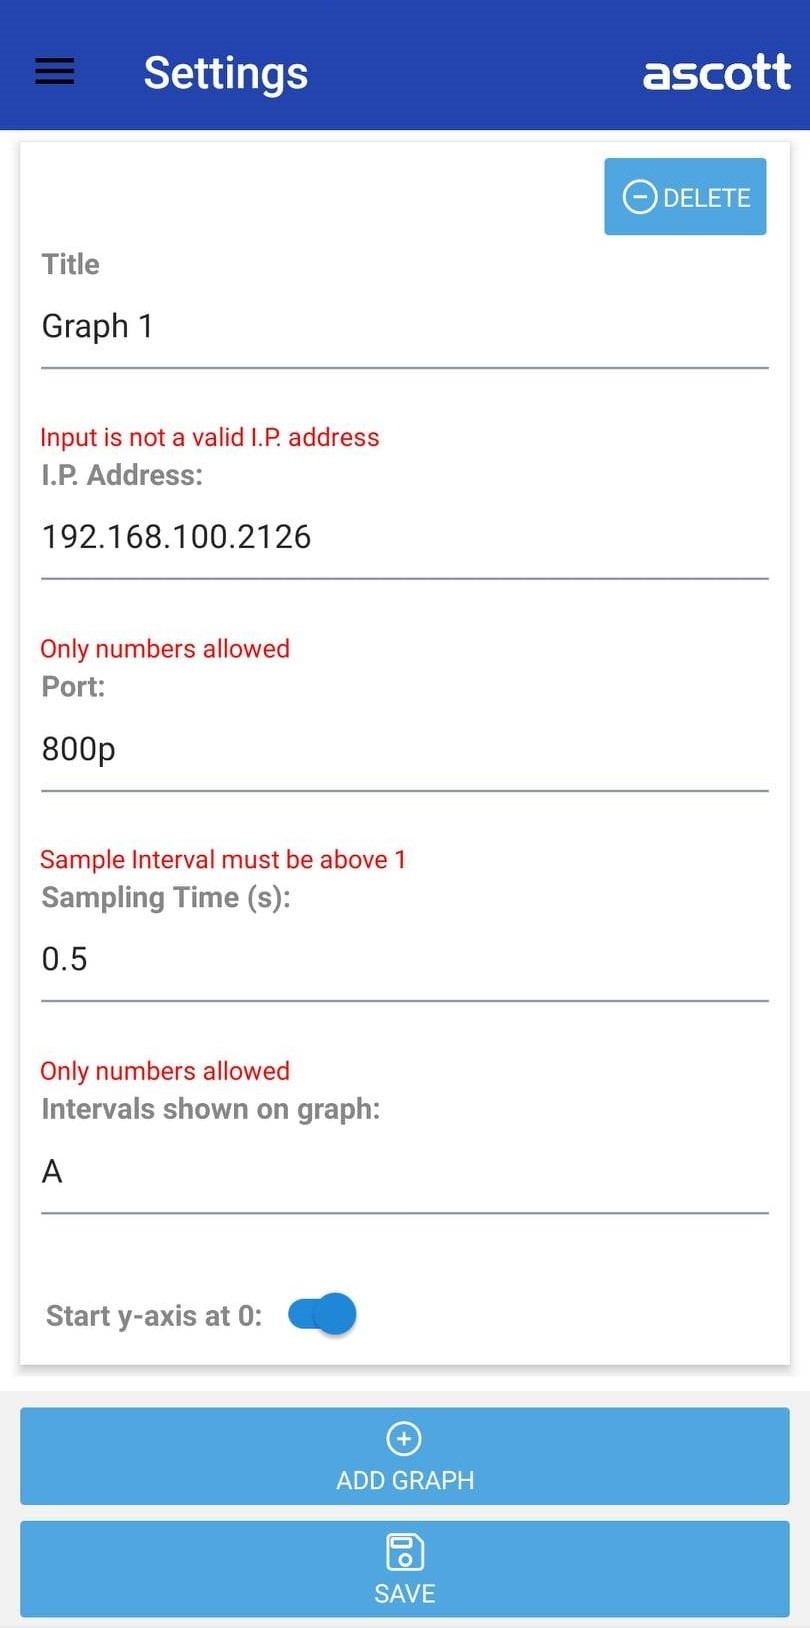 Settings
ascott
DELETE
Title
Graph 1
Input is not a valid I.P. address
I.P. Address:
192.168.100.2126
Only numbers allowed
Port:
800p
Sample Interval must be above 1
Sampling Time (s):
0.5
Only numbers allowed
Intervals shown on graph:
A
Start y-axis at 0:
ADD GRAPH
SAVE